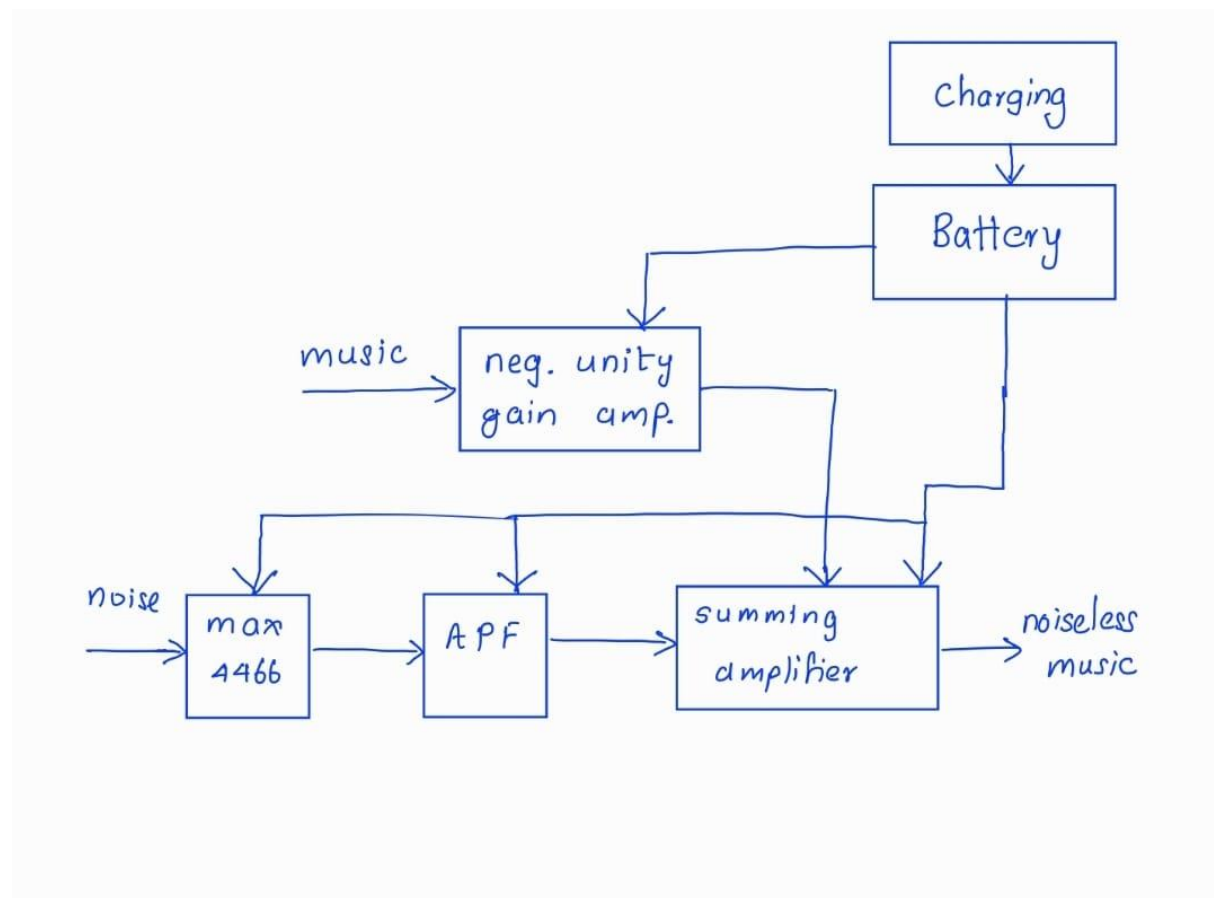 Charging
Battery
music
neg. unity
gain amp.
noise
max
4466
APF
summing
amplifier
noiseless
music